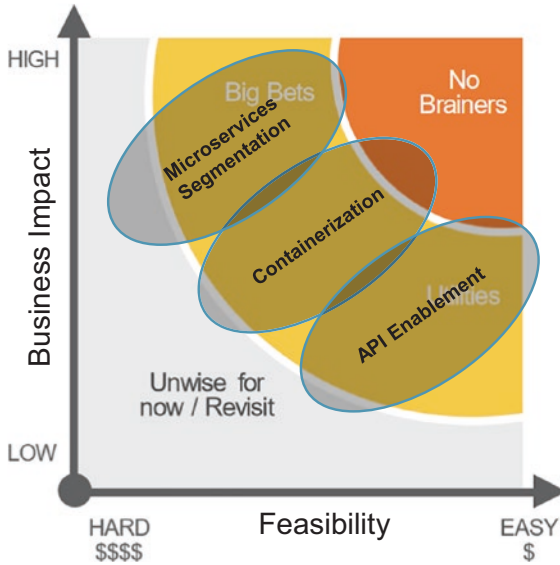 HIGH
Big Bets
No
Brainers
Microservices
Segmentation
Containerization
Utilities
API Enablement
Business Impact
Unwise for
now / Revisit
LOW
HARD
$$$$
Feasibility
EASY
$